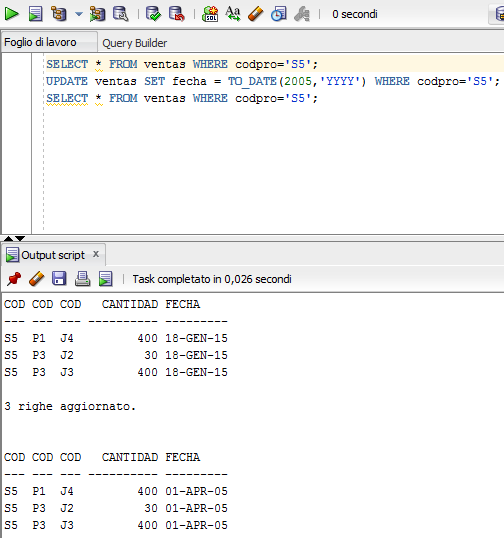 SQL Aa 0 secondi
Foglio di lavoro Query Builder
SELECT * FROM ventas WHERE codpro='S5';
UPDATE ventas SET fecha = TO_DATE(2005,'YYYY') WHERE codpro='S5';
SELECT * FROM ventas WHERE codpro='S5';
Output script x
Task completato in 0,026 secondi
COD COD COD CANTIDAD FECHA
--- --- --- ---------- ---------
S5 P1 J4 400 18-GEN-15
S5 P3 J2 30 18-GEN-15
S5 P3 J3 400 18-GEN-15
3 righe aggiornato.
COD COD COD CANTIDAD FECHA
--- --- --- ---------- ---------
S5 P1 J4 400 01-APR-05
S5 P3 J2 30 01-APR-05
S5 P3 J3 400 01-APR-05